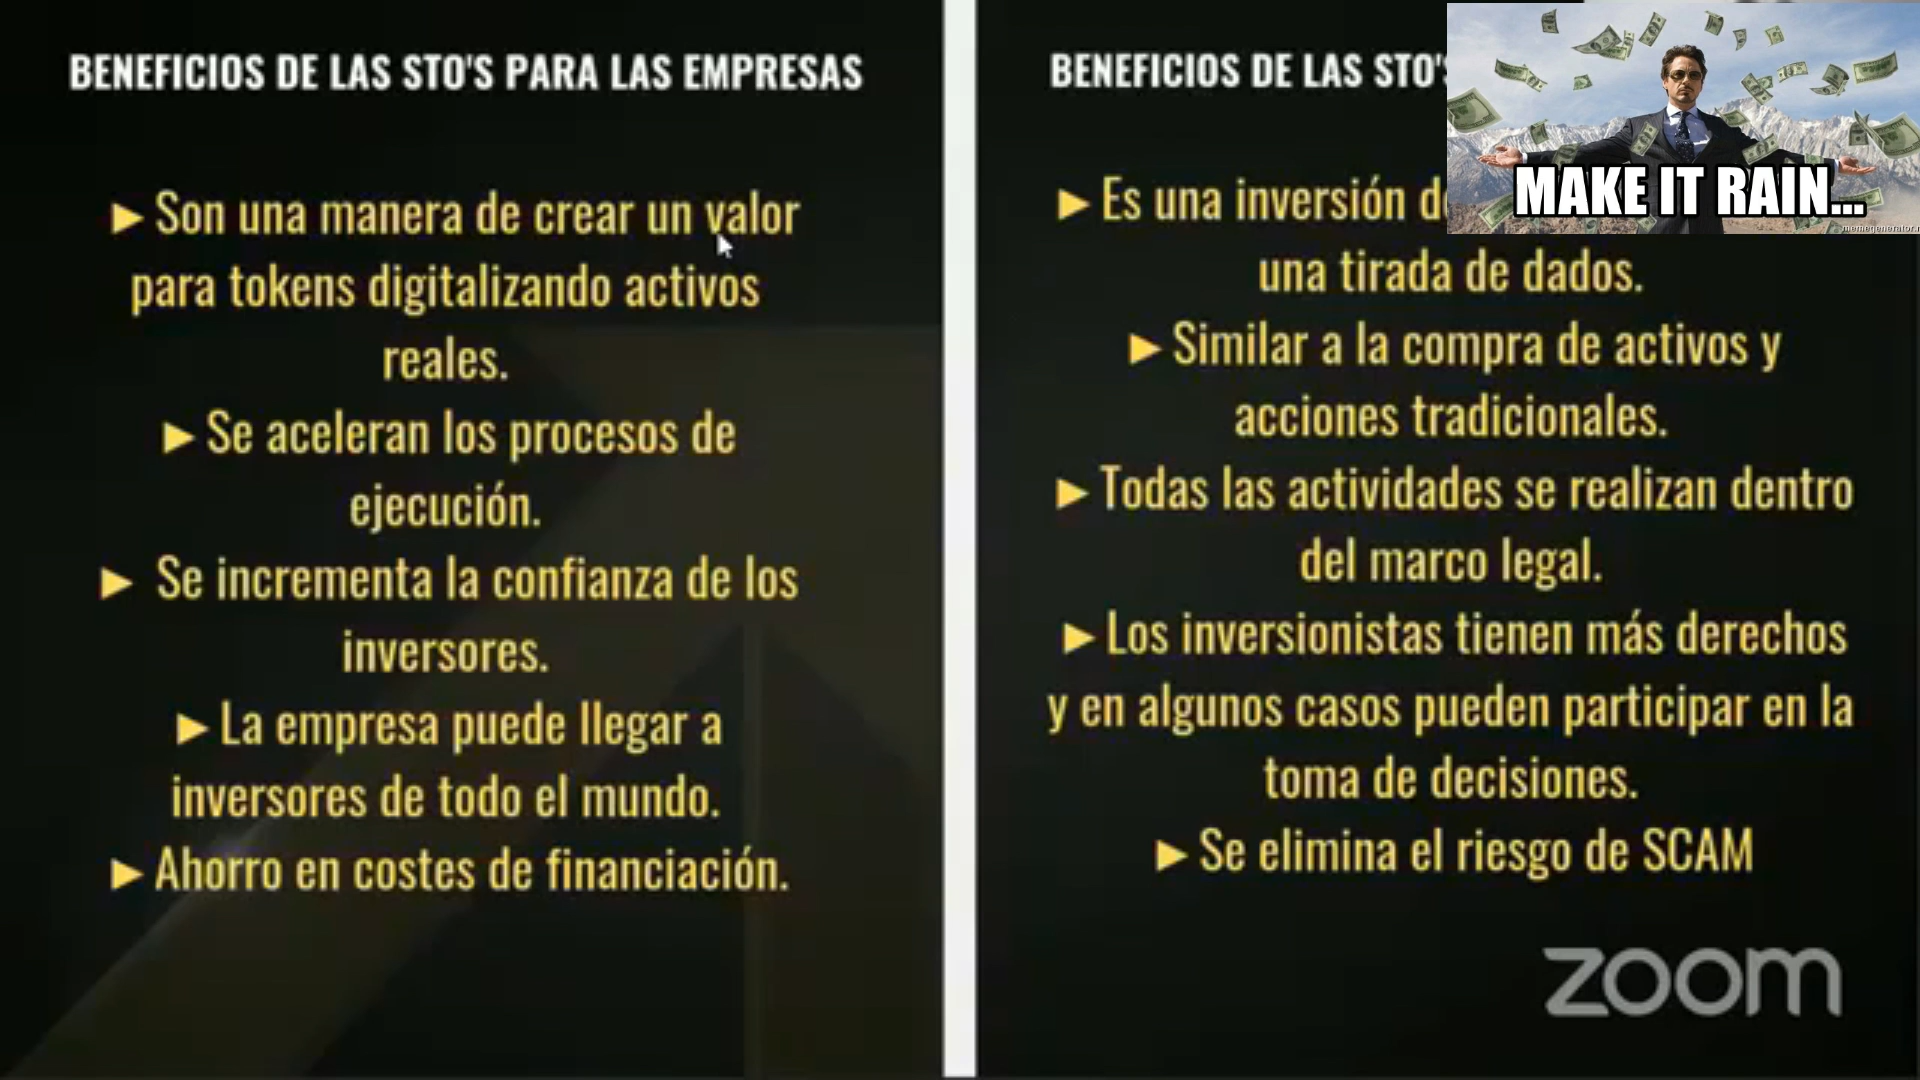 BENEFICIOS DE LAS STO'S PARA LAS EMPRESAS
► Son una manera de crear un valor
para tokens digitalizando activos
reales.
► Se aceleran los procesos de
ejecución.
► Se incrementa la confianza de los
inversores.
► La empresa puede llegar a
inversores de todo el mundo.
► Ahorro en costes de financiación.
BENEFICIOS DE LAS STO'S
► Es una inversión
una tirada de dados.
► Similar a la compra de activos y
acciones tradicionales.
► Todas las actividades se realizan dentro
del marco legal.
► Los inversionistas tienen más derechos
y en algunos casos pueden participar en la
toma de decisiones.
► Se elimina el riesgo de SCAM
MAKE IT RAIN...
zoom